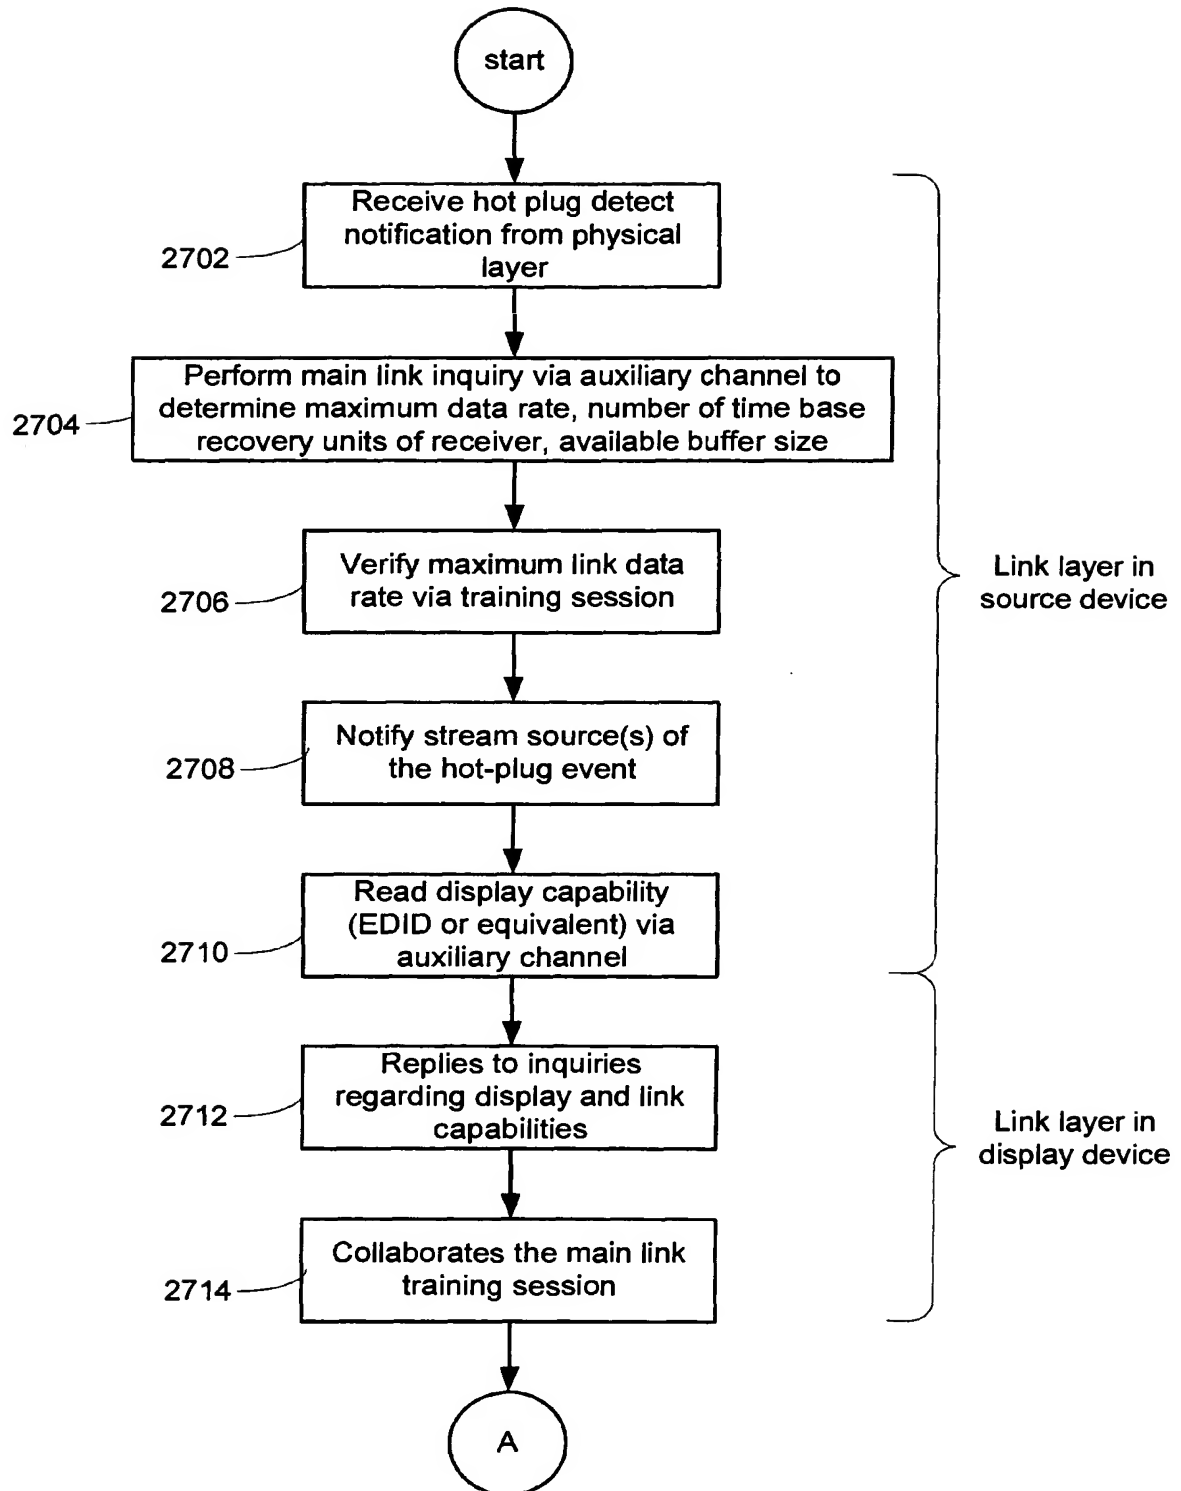 start
Receive hot plug detect
notification from physical
layer
2702
Perform main link inquiry via auxiliary channel to
determine maximum data rate, number of time base
recovery units of receiver, available buffer size
2704
Verify maximum link data
rate via training session
2706
Link layer in
source device
Notify stream source(s) of
the hot-plug event
2708
Read display capability
(EDID or equivalent) via
auxiliary channel
2710
Replies to inquiries
regarding display and link
capabilities
2712
Link layer in
display device
Collaborates the main link
training session
2714
A